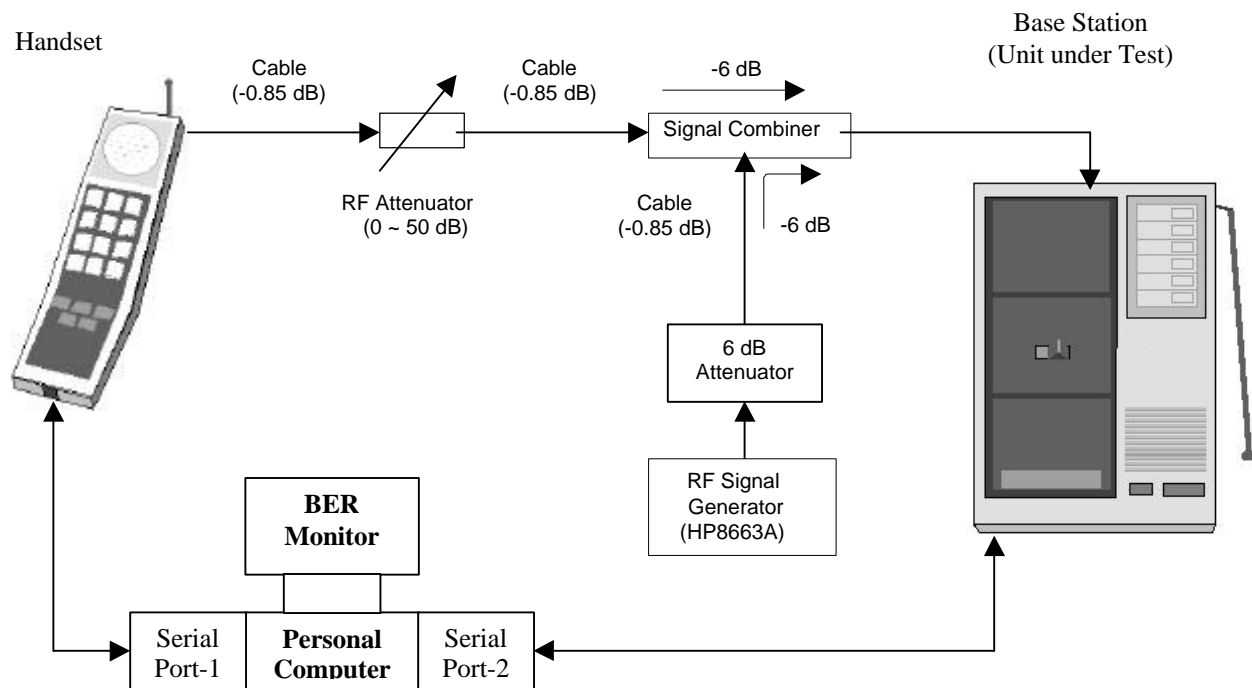 Handset
Base Station
(Unit under Test)
Cable
(-0.85 dB)
Cable
(-0.85 dB)
-6 dB
Signal Combiner
RF Attenuator
(0 ~ 50 dB)
Cable
(-0.85 dB)
-6 dB
6 dB
Attenuator
RF Signal
Generator
(HP8663A)
BER
Monitor
Serial
Port-1
Personal
Computer
Serial
Port-2